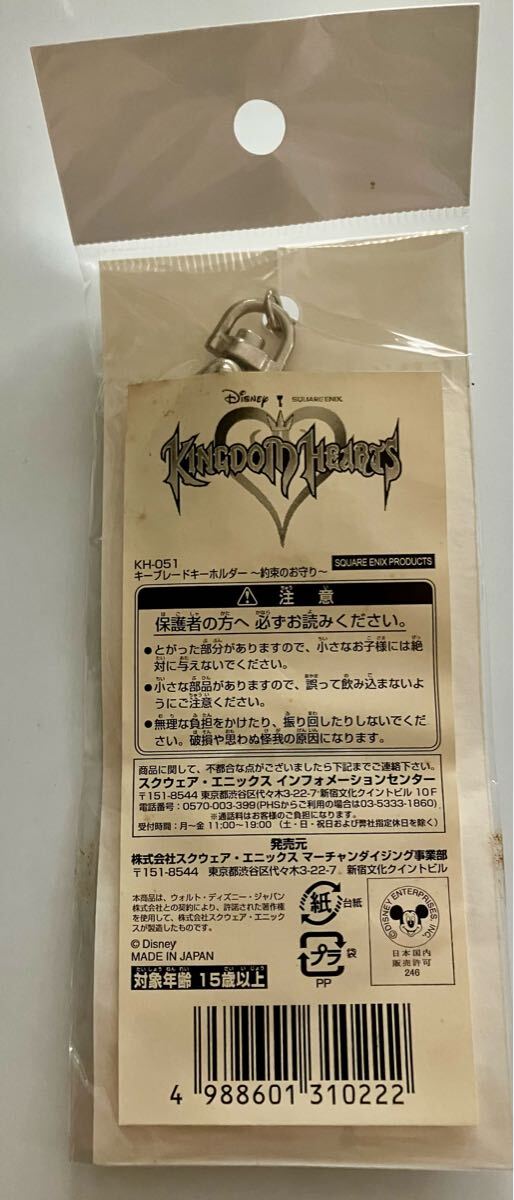 Disney SQUARE ENIX
KINGDOM HEARTS
KH-051
キーブレードキーホルダー ～約束のお守り～
SQUARE ENIX PRODUCTS
注意
保護者の方へ 必ずお読みください。
●とがった部分がありますので、小さなお子様には絶
対に与えないでください。
●小さな部品がありますので、誤って飲み込まないよ
うにご注意ください。
●無理な負担をかけたり、振り回したりしないでくだ
さい。破損や思わぬ怪我の原因になります。
商品に関して、不都合な点がございましたら下記までご連絡下さい。
スクウェア・エニックス インフォメーションセンター
〒151-8544 東京都渋谷区代々木3-22-7 新宿文化クイントビル 10F
電話番号：0570-003-399(PHSからご利用の場合は03-5333-1860)
※通話料はお客様のご負担になります。
受付時間：月～金 11:00～19:00 （土・日・祝日および弊社指定休日を除く）
発売元
株式会社スクウェア・エニックス マーチャンダイジング事業部
〒151-8544 東京都渋谷区代々木3-22-7 新宿文化クイントビル
本商品は、ウォルト・ディズニー・ジャパン
株式会社との契約により、許諾された著作権
を使用して、株式会社スクウェア・エニックス
が製造したものです。
© Disney
MADE IN JAPAN
対象年齢 15歳以上
紙 台紙
プラ 袋
PP
©DISNEY ENTERPRISES, INC.
日本国内
販売許可
246
4 988601 310222